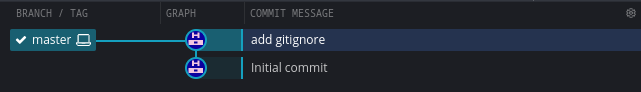 BRANCH / TAG GRAPH COMMIT MESSAGE
master add gitignore
Initial commit